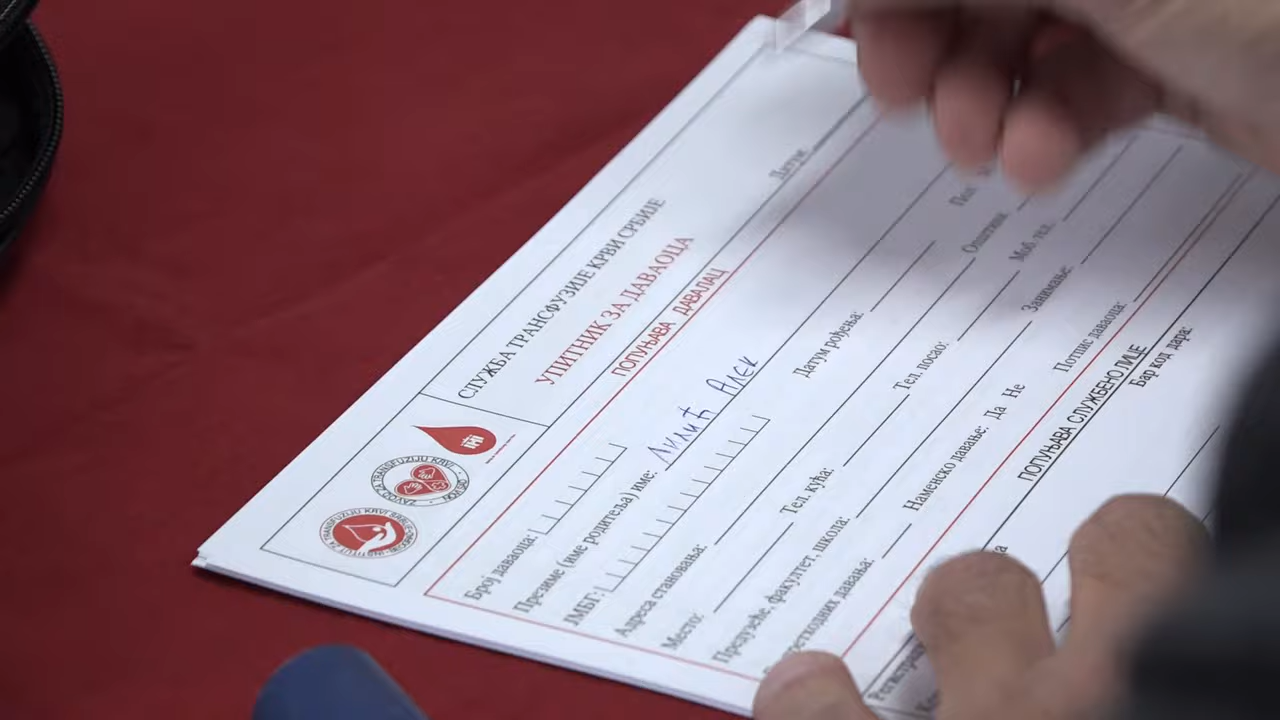 СЛУЖБА ТРАНСФУЗИЈЕ КРВИ СРБИЈЕ
УПИТНИК ЗА ДАВАОЦА
Датум:
ПОПУЊАВА ДАВАЛАЦ
Број даваоца:
Презиме (име родитеља) име: Лилић Алек
ЈМБГ:
Датум рођења:
Пол
Адреса становања:
Општина:
Место:
Тел. кућа:
Тел. посао:
Моб. тел.
Предузеће, факултет, школа:
Занимање:
претходних давања:
Наменско давање: Да Не
Потпис даваоца:
ПОПУЊАВА СЛУЖБЕНО ЛИЦЕ
Бар код дара: